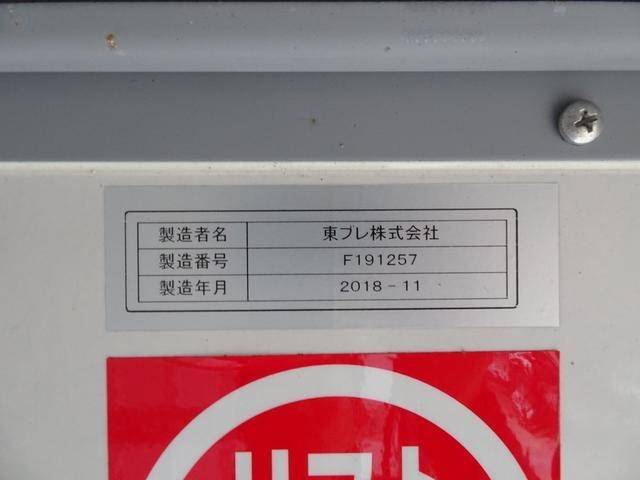 製造者名 東プレ株式会社
製造番号 F191257
製造年月 2018-11
リスト